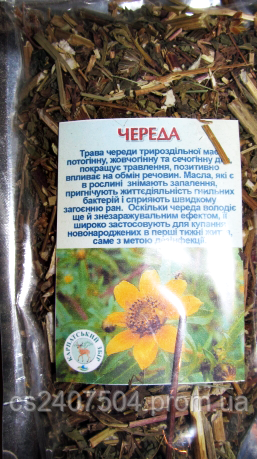 ЧЕРЕДА
Трава череди трироздільної має
потогінну, жовчогінну та сечогінну дію,
покращує травлення, позитивно
впливає на обмін речовин. Масла, які є
в рослині знімають запалення,
пригнічують життєдіяльність гнильних
бактерій і сприяють швидкому
загоєнню ран. Оскільки череда володіє
ще й знезаражувальним ефектом, її
широко застосовують для купання
новонароджених в перші тижні життя,
саме з метою дезінфекції.
КАРПАТСЬКИЙ
cs2407504.prom.ua